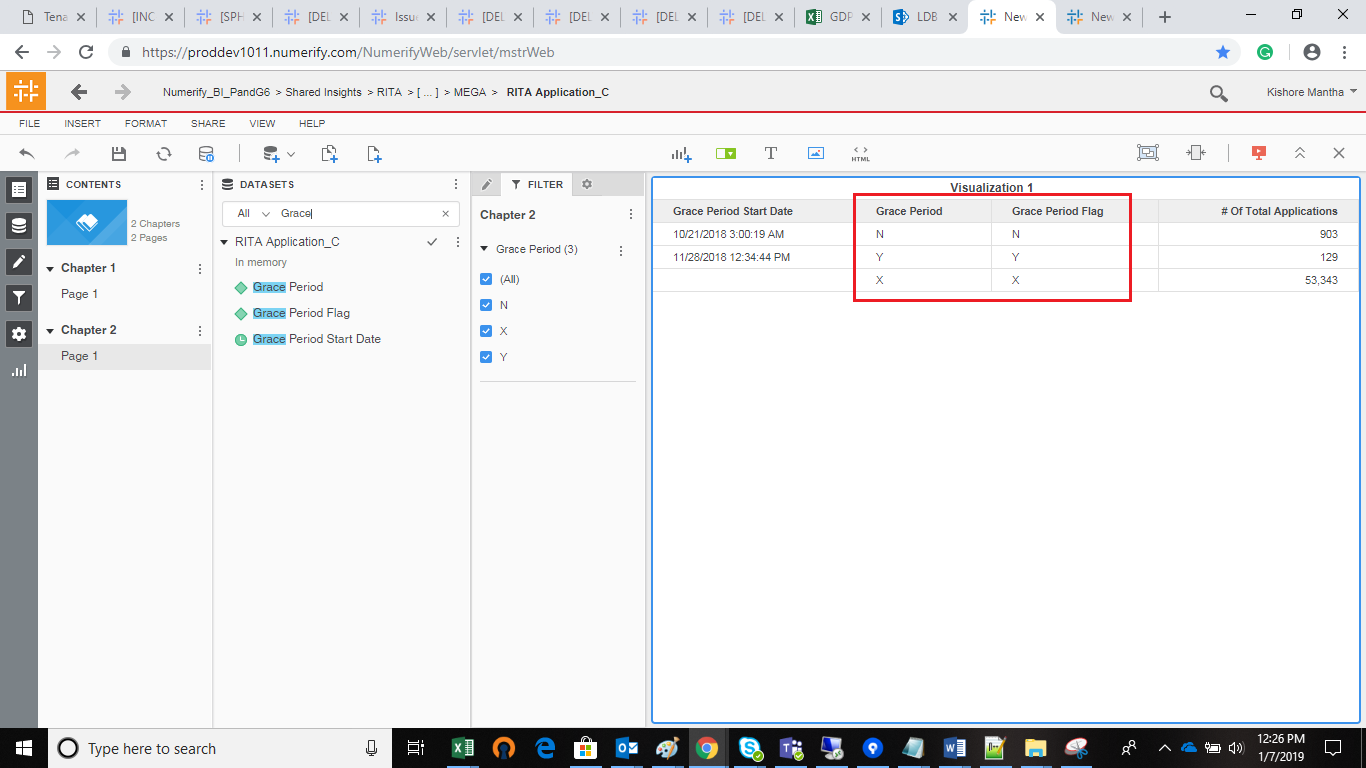 Tena
[INC
[SPH
[DEL
Issue
[DEL
[DEL
[DEL
[DEL
GDP
LDB
New
New
https://proddev1011.numerify.com/NumerifyWeb/servlet/mstrWeb
Numerify_BI_PandG6 > Shared Insights > RITA > [ ... ] > MEGA > RITA Application_C
Kishore Mantha
FILE INSERT FORMAT SHARE VIEW HELP
HTML
CONTENTS
2 Chapters
2 Pages
Chapter 1
Page 1
Chapter 2
Page 1
DATASETS
All Grace
RITA Application_C
In memory
Grace Period
Grace Period Flag
Grace Period Start Date
FILTER
Chapter 2
Grace Period (3)
(All)
N
X
Y
Visualization 1
Grace Period Start Date Grace Period Grace Period Flag # Of Total Applications
10/21/2018 3:00:19 AM N N 903
11/28/2018 12:34:44 PM Y Y 129
X X 53,343
Type here to search
12:26 PM
1/7/2019